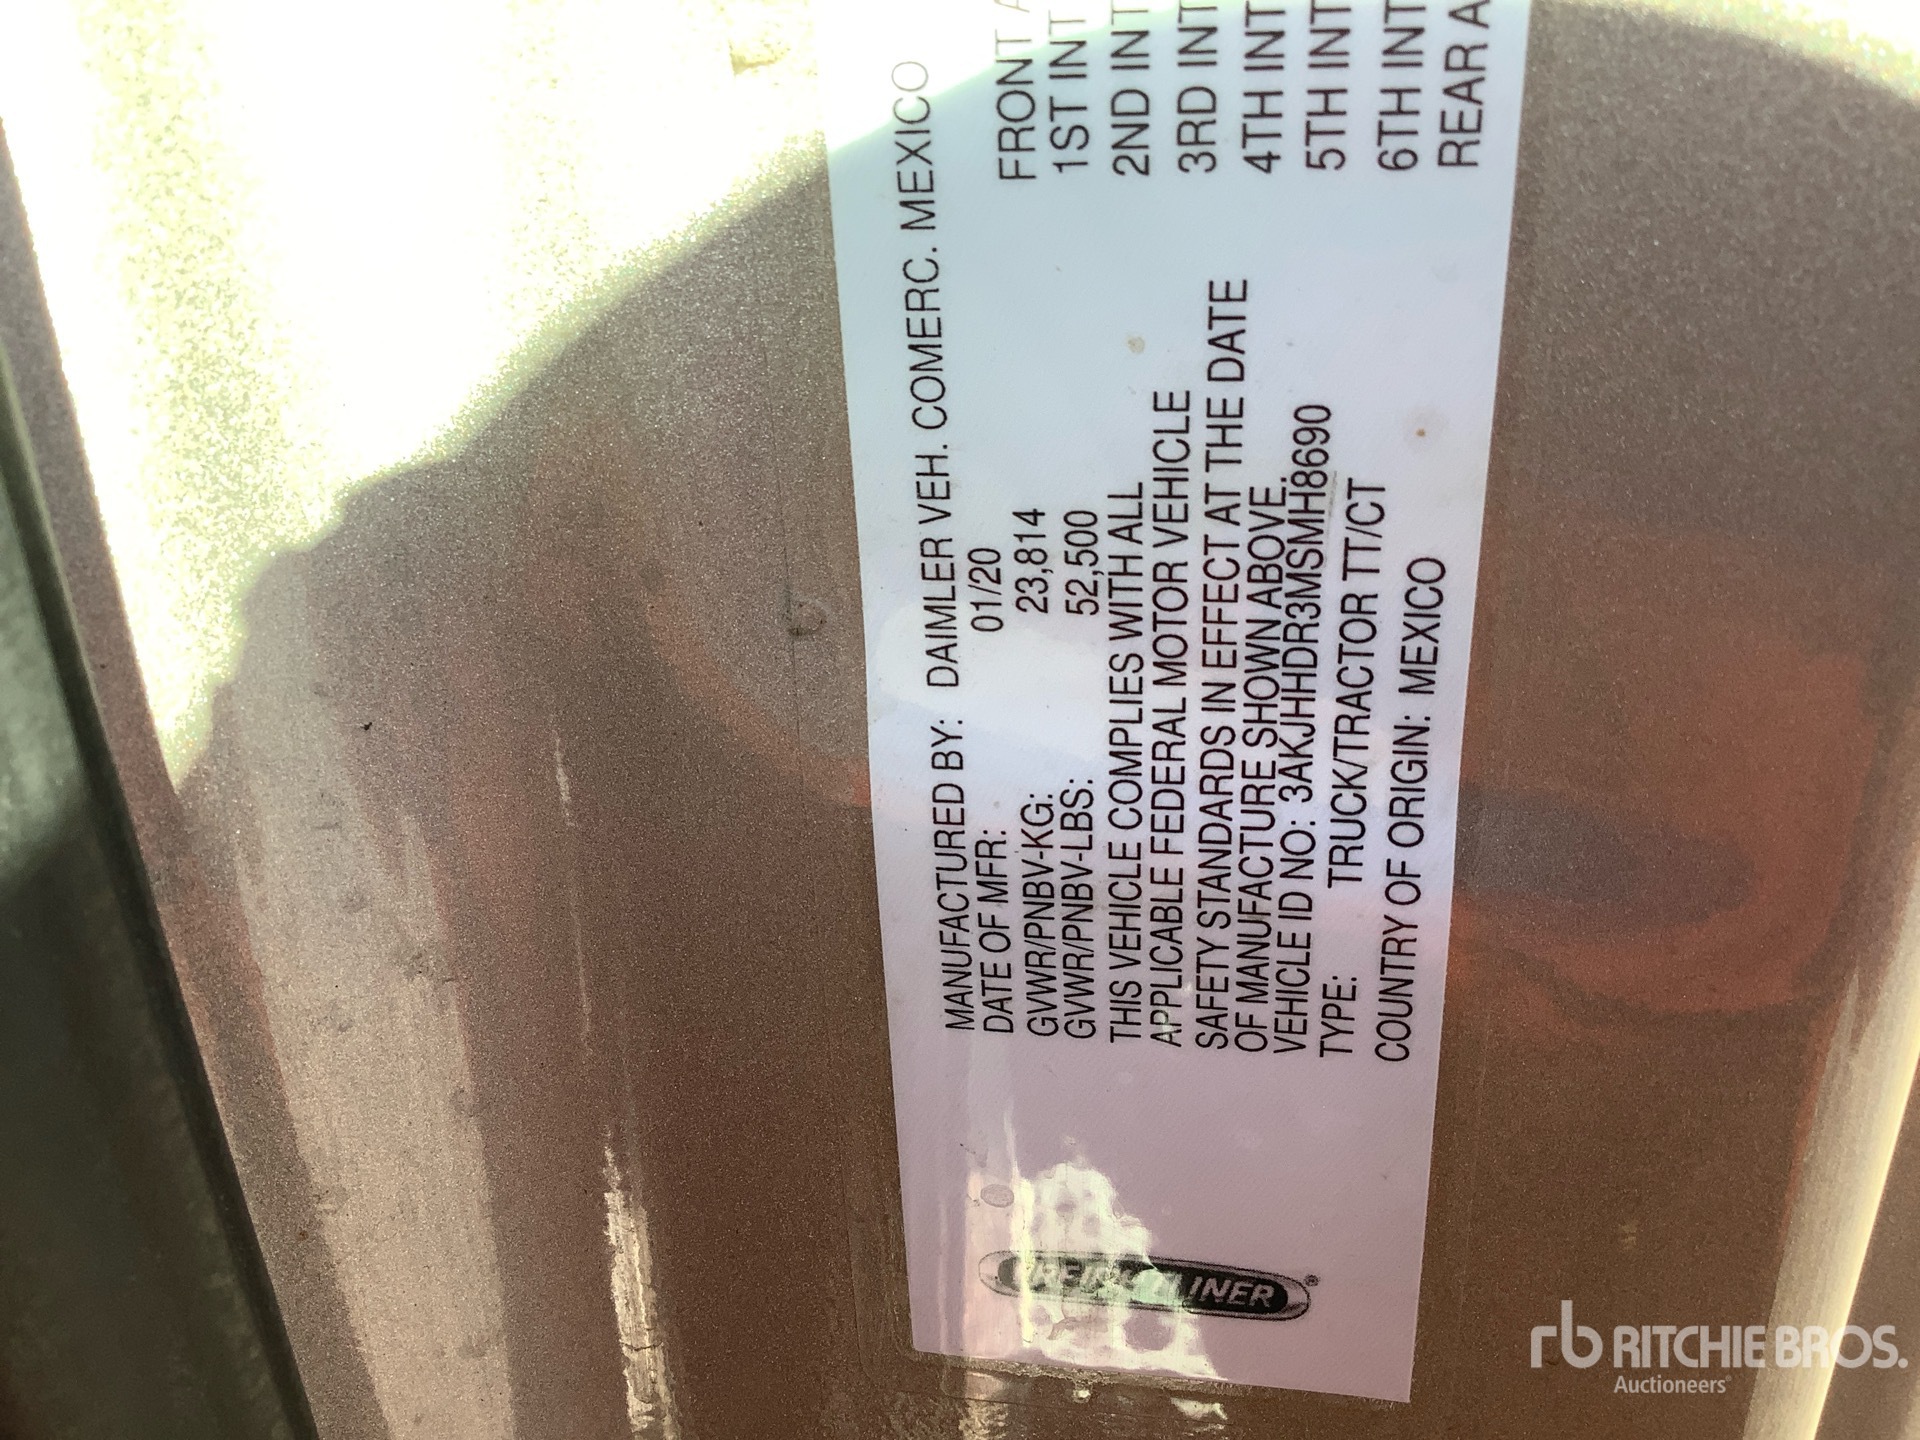 FREIGHTLINER
MANUFACTURED BY: DAIMLER VEH. COMERC. MEXICO
DATE OF MFR: 01/20
GVWR/PNBV-KG: 23,814
GVWR/PNBV-LBS: 52,500
THIS VEHICLE COMPLIES WITH ALL
APPLICABLE FEDERAL MOTOR VEHICLE
SAFETY STANDARDS IN EFFECT AT THE DATE
OF MANUFACTURE SHOWN ABOVE.
VEHICLE ID NO: 3AKJHHDR3MSMH8690
TYPE: TRUCK/TRACTOR TT/CT
COUNTRY OF ORIGIN: MEXICO
FRONT A
1ST INT
2ND INT
3RD INT
4TH INT
5TH INT
6TH INT
REAR A
rb RITCHIE BROS.
Auctioneers